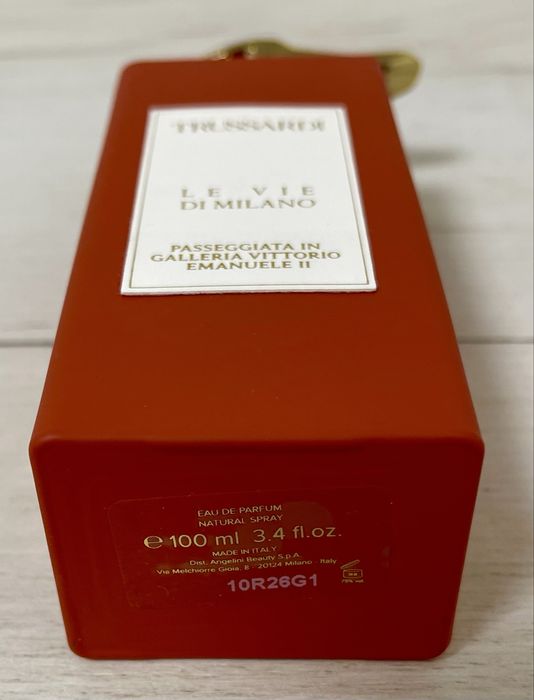 TRUSSARDI
LE VIE
DI MILANO
PASSEGGIATA IN
GALLERIA VITTORIO
EMANUELE II
EAU DE PARFUM
NATURAL SPRAY
℮ 100 ml 3.4 fl.oz.
MADE IN ITALY
Dist. Angelini Beauty S.p.A.
Via Melchiorre Gioia, 8 - 20124 Milano - Italy
10R26G1